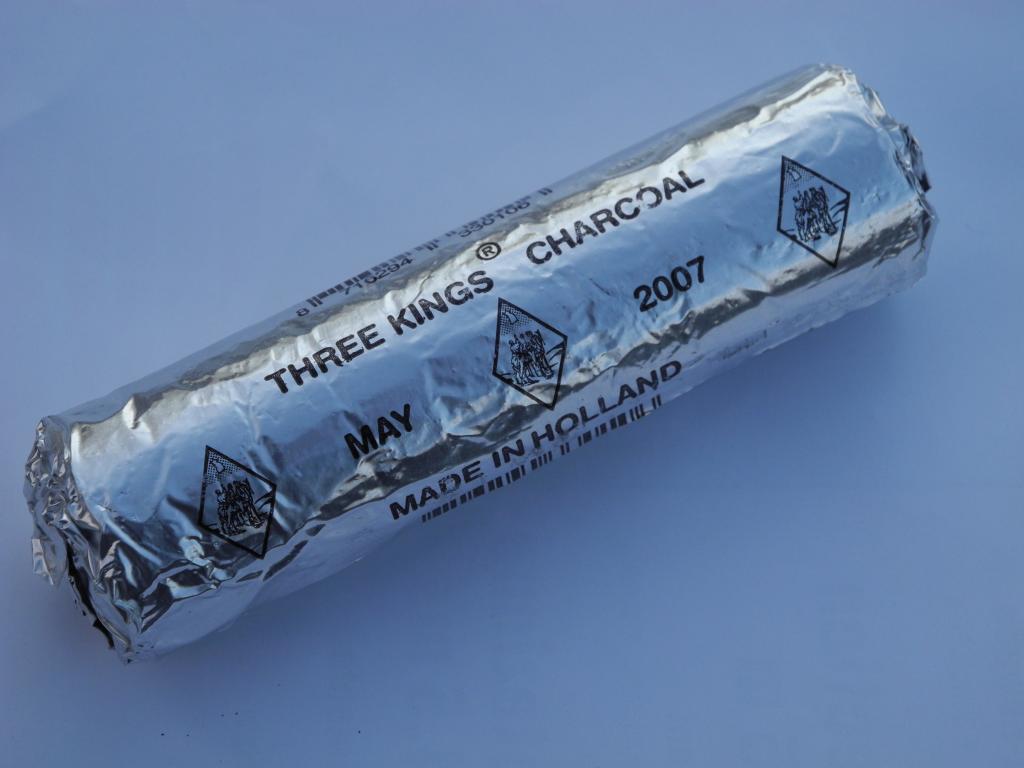 THREE KINGS® CHARCOAL
MAY 2007
MADE IN HOLLAND